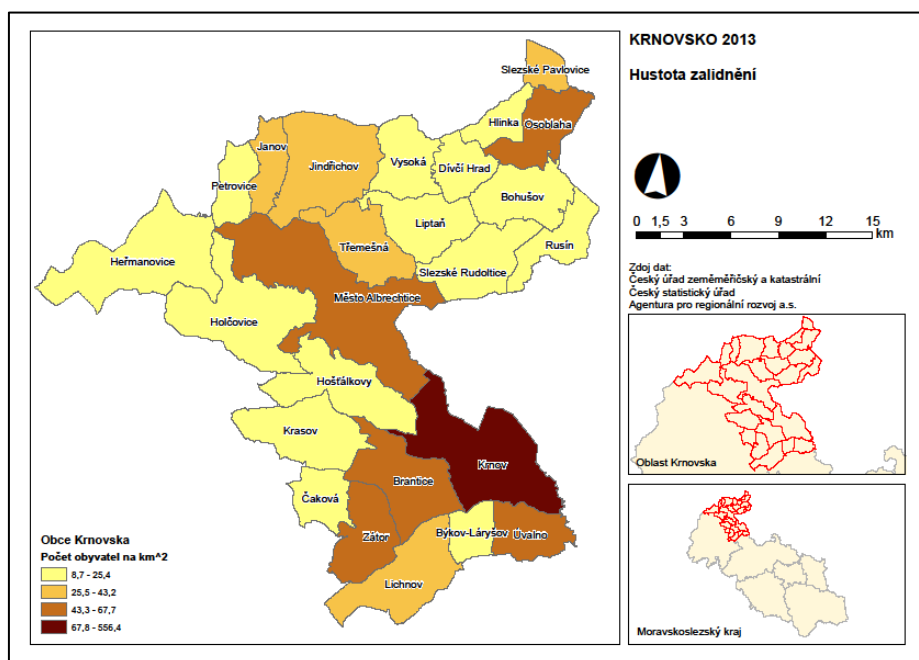 KRNOVSKO 2013
Hustota zalidnění
Slezské Pavlovice
Hlinka
Osoblaha
Janov
Jindřichov
Vysoká
Dívčí Hrad
Petrovice
Bohušov
Liptaň
Rusín
Třemešná
Heřmanovice
Slezské Rudoltice
Město Albrechtice
Holčovice
Hošťálkovy
Krasov
Krnov
Brantice
Čaková
Zátor
Býkov-Láryšov
Úvalno
Lichnov
0 1,5 3 6 9 12 15
km
Zdoj dat:
Český úřad zeměměřičský a katastrální
Český statistický úřad
Agentura pro regionální rozvoj a.s.
Oblast Krnovska
Moravskoslezský kraj
Obce Krnovska
Počet obyvatel na km^2
8,7 - 25,4
25,5 - 43,2
43,3 - 67,7
67,8 - 556,4